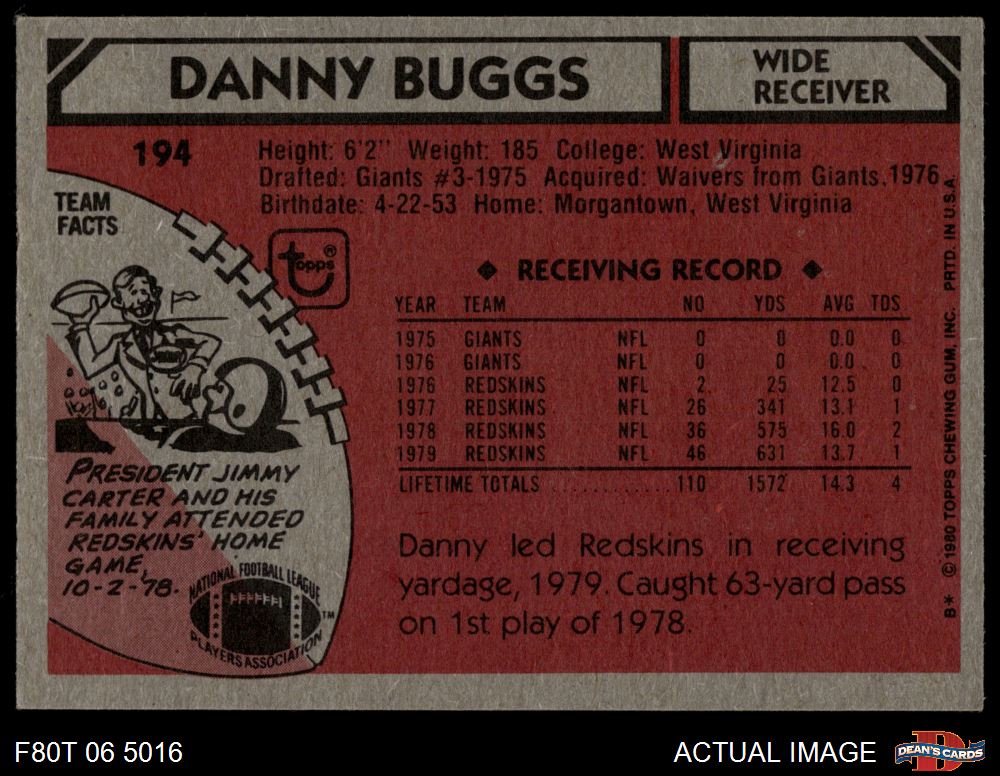 DANNY BUGGS
WIDE
RECEIVER
194
Height: 6'2" Weight: 185 College: West Virginia
Drafted: Giants #3-1975 Acquired: Waivers from Giants, 1976
Birthdate: 4-22-53 Home: Morgantown, West Virginia
TEAM
FACTS
topps®
◆ RECEIVING RECORD ◆
YEAR TEAM NO YDS AVG TDS
1975 GIANTS NFL 0 0 0.0 0
1976 GIANTS NFL 0 0 0.0 0
1976 REDSKINS NFL 2 25 12.5 0
1977 REDSKINS NFL 26 341 13.1 1
1978 REDSKINS NFL 36 575 16.0 2
1979 REDSKINS NFL 46 631 13.7 1
LIFETIME TOTALS ............ 110 1572 14.3 4
PRESIDENT JIMMY
CARTER AND HIS
FAMILY ATTENDED
REDSKINS' HOME
GAME,
10-2-78.
NATIONAL FOOTBALL LEAGUE
PLAYERS ASSOCIATION
TM
Danny led Redskins in receiving
yardage, 1979. Caught 63-yard pass
on 1st play of 1978.
B* © 1980 TOPPS CHEWING GUM, INC. PRTD. IN U.S.A.
F80T 06 5016
ACTUAL IMAGE
DEAN'S CARDS